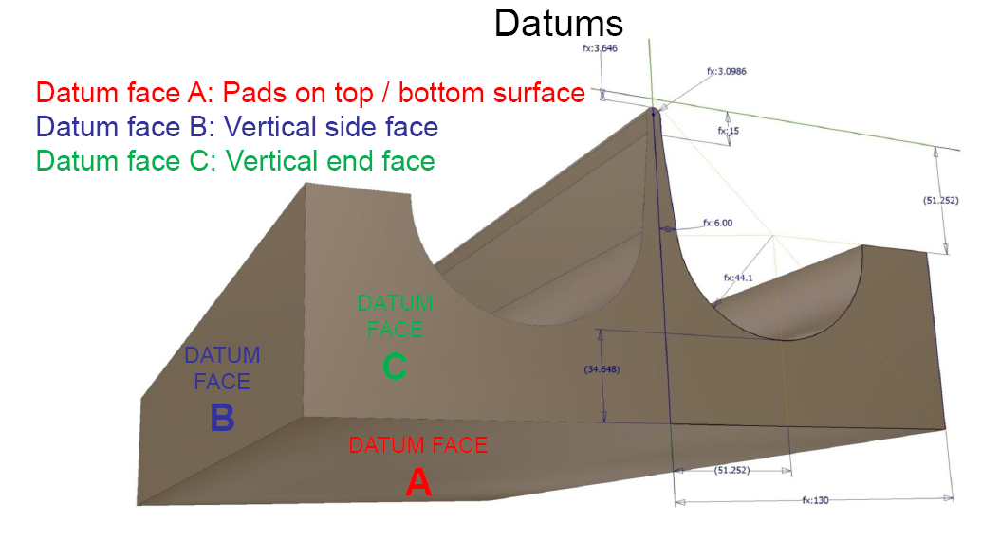 Datums
fx:3.646
fx:3.0986
Datum face A: Pads on top / bottom surface
Datum face B: Vertical side face
fx:15
Datum face C: Vertical end face
(51.252)
fx:6.00
fx:44.1
DATUM
FACE
C
DATUM
FACE
B
(34.648)
DATUM FACE
A
(51.252)
fx:130